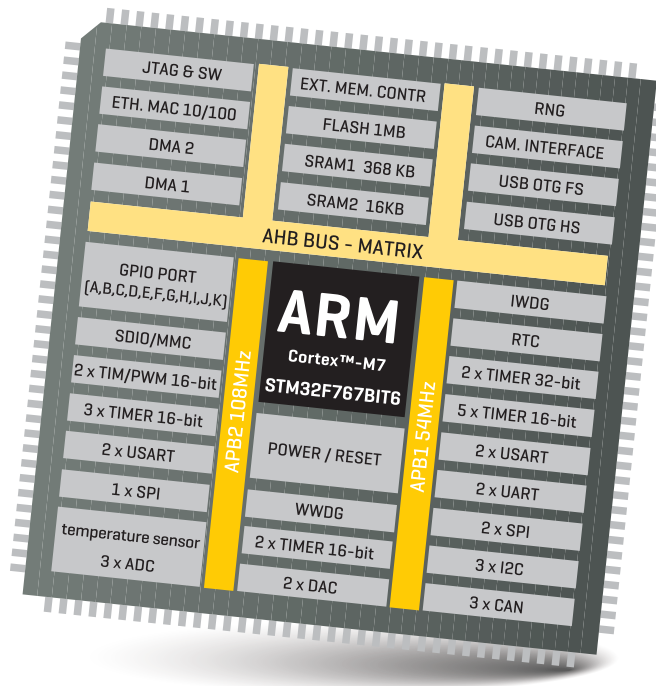 JTAG & SW
ETH. MAC 10/100
DMA 2
DMA 1
EXT. MEM. CONTR
FLASH 1MB
SRAM1 368 KB
SRAM2 16KB
RNG
CAM. INTERFACE
USB OTG FS
USB OTG HS
AHB BUS - MATRIX
GPIO PORT
[A,B,C,D,E,F,G,H,I,J,K]
SDIO/MMC
2 x TIM/PWM 16-bit
3 x TIMER 16-bit
2 x USART
1 x SPI
temperature sensor
3 x ADC
APB2 108MHz
ARM
Cortex™-M7
STM32F767BIT6
POWER / RESET
WWDG
2 x TIMER 16-bit
2 x DAC
APB1 54MHz
IWDG
RTC
2 x TIMER 32-bit
5 x TIMER 16-bit
2 x USART
2 x UART
2 x SPI
3 x I2C
3 x CAN